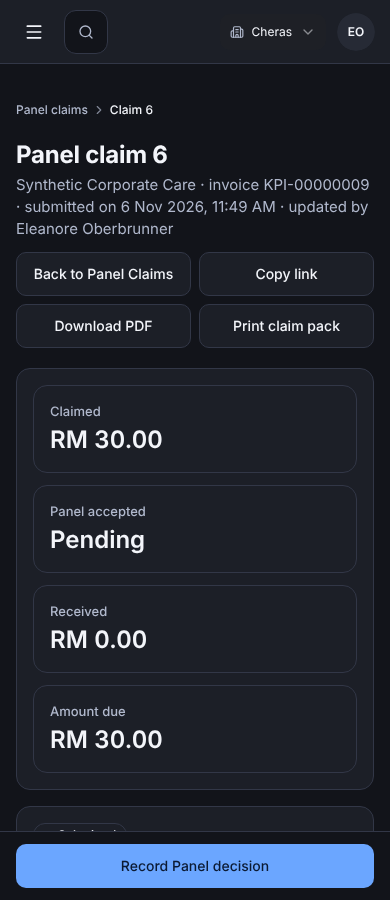 Cheras
EO
Panel claims > Claim 6
Panel claim 6
Synthetic Corporate Care · invoice KPI-00000009
· submitted on 6 Nov 2026, 11:49 AM · updated by
Eleanore Oberbrunner
Back to Panel Claims
Copy link
Download PDF
Print claim pack
Claimed
RM 30.00
Panel accepted
Pending
Received
RM 0.00
Amount due
RM 30.00
Record Panel decision